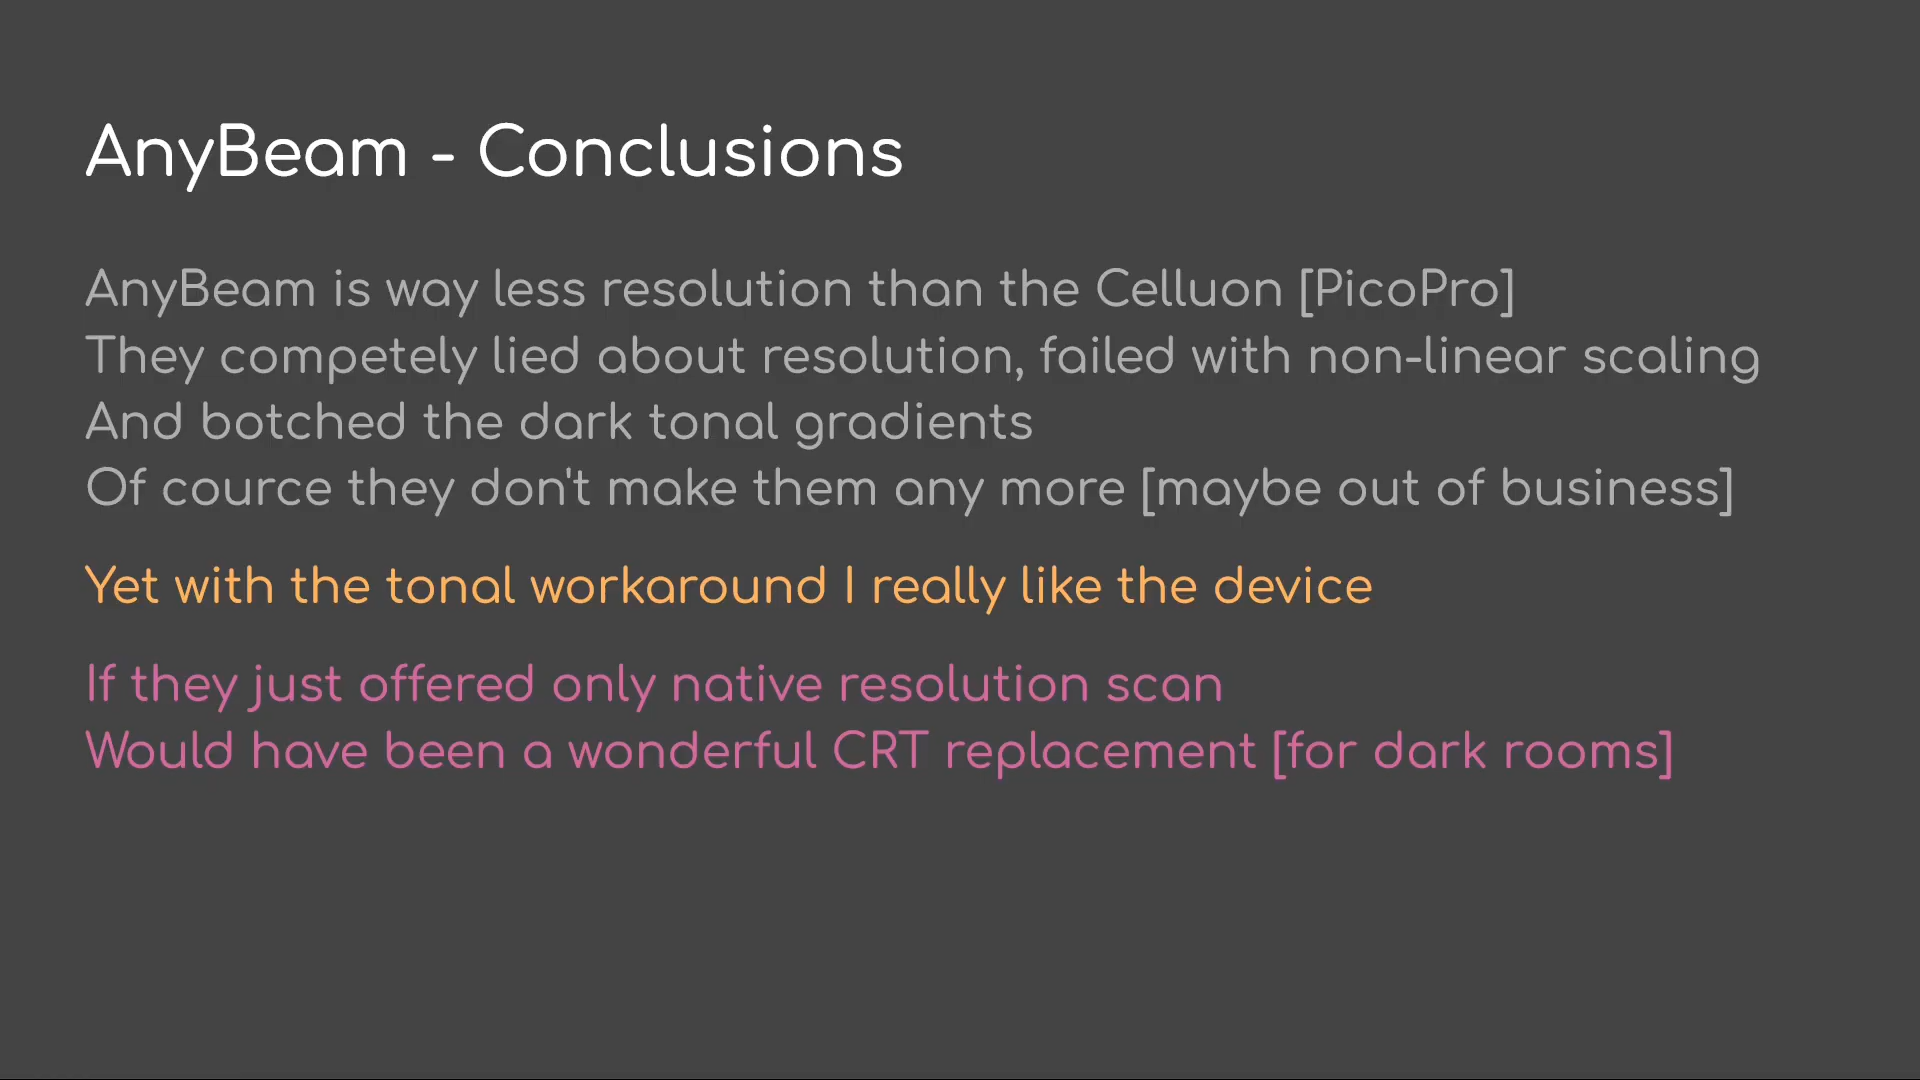 AnyBeam - Conclusions
AnyBeam is way less resolution than the Celluon [PicoPro]
They competely lied about resolution, failed with non-linear scaling
And botched the dark tonal gradients
Of cource they don't make them any more [maybe out of business]
Yet with the tonal workaround I really like the device
If they just offered only native resolution scan
Would have been a wonderful CRT replacement [for dark rooms]